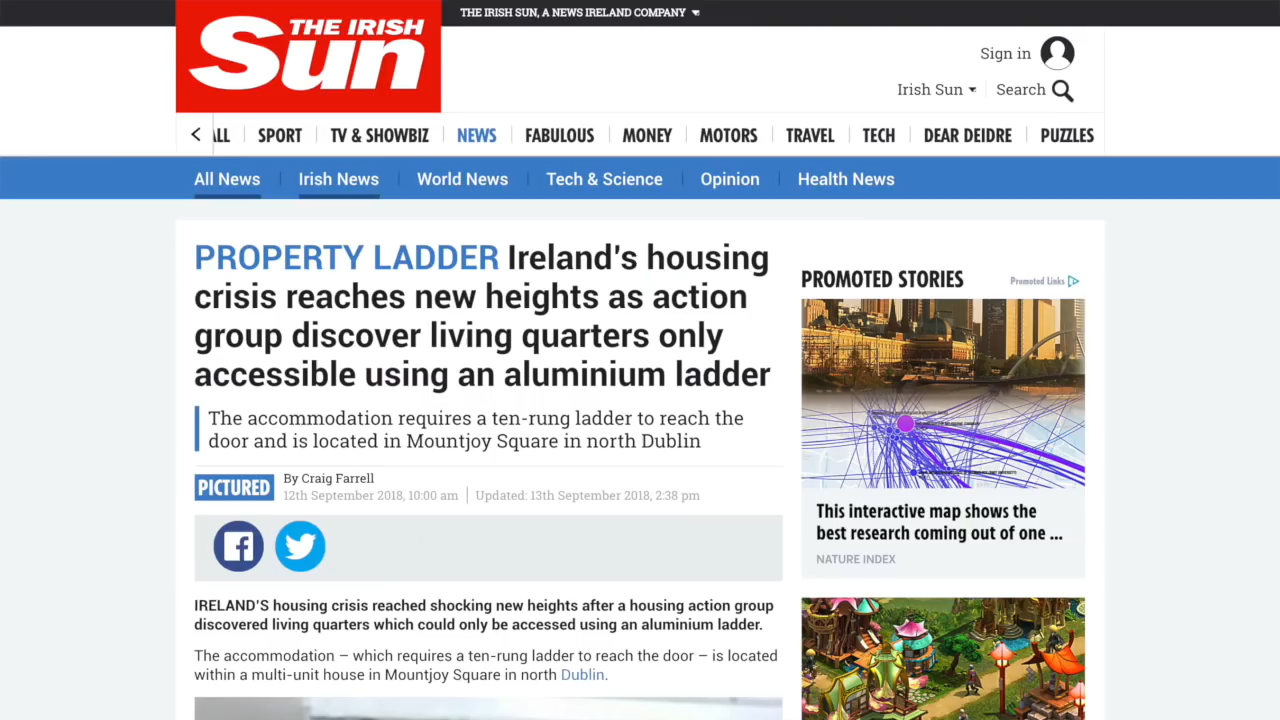 THE IRISH SUN, A NEWS IRELAND COMPANY
THE IRISH
Sun
Sign in
Irish Sun
Search
ALL
SPORT
TV & SHOWBIZ
NEWS
FABULOUS
MONEY
MOTORS
TRAVEL
TECH
DEAR DEIDRE
PUZZLES
All News
Irish News
World News
Tech & Science
Opinion
Health News
PROPERTY LADDER Ireland's housing
crisis reaches new heights as action
group discover living quarters only
accessible using an aluminium ladder
The accommodation requires a ten-rung ladder to reach the
door and is located in Mountjoy Square in north Dublin
PICTURED
By Craig Farrell
12th September 2018, 10:00 am
Updated: 13th September 2018, 2:38 pm
IRELAND'S housing crisis reached shocking new heights after a housing action group
discovered living quarters which could only be accessed using an aluminium ladder.
The accommodation – which requires a ten-rung ladder to reach the door – is located
within a multi-unit house in Mountjoy Square in north Dublin.
PROMOTED STORIES
Promoted Links
This interactive map shows the
best research coming out of one ...
NATURE INDEX